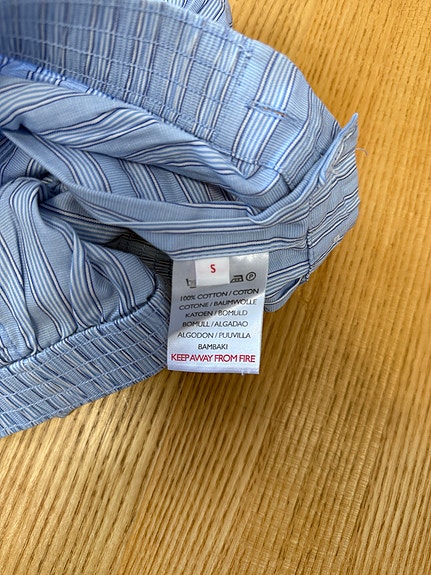 S
P
100% COTTON / COTON
COTONE / BAUMWOLLE
KATOEN / BOMULD
BOMULL / ALGADAO
ALGODON / PUUVILLA
BAMBAKI
KEEP AWAY FROM FIRE